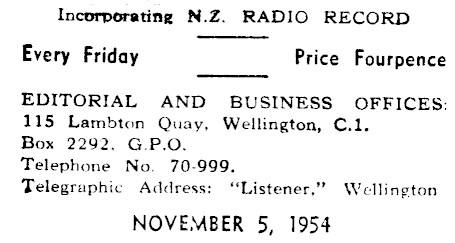 Incorporating N.Z. RADIO RECORD
Every Friday Price Fourpence
EDITORIAL AND BUSINESS OFFICES:
115 Lambton Quay, Wellington, C.1.
Box 2292, G.P.O.
Telephone No. 70-999.
Telegraphic Address: "Listener," Wellington
NOVEMBER 5, 1954